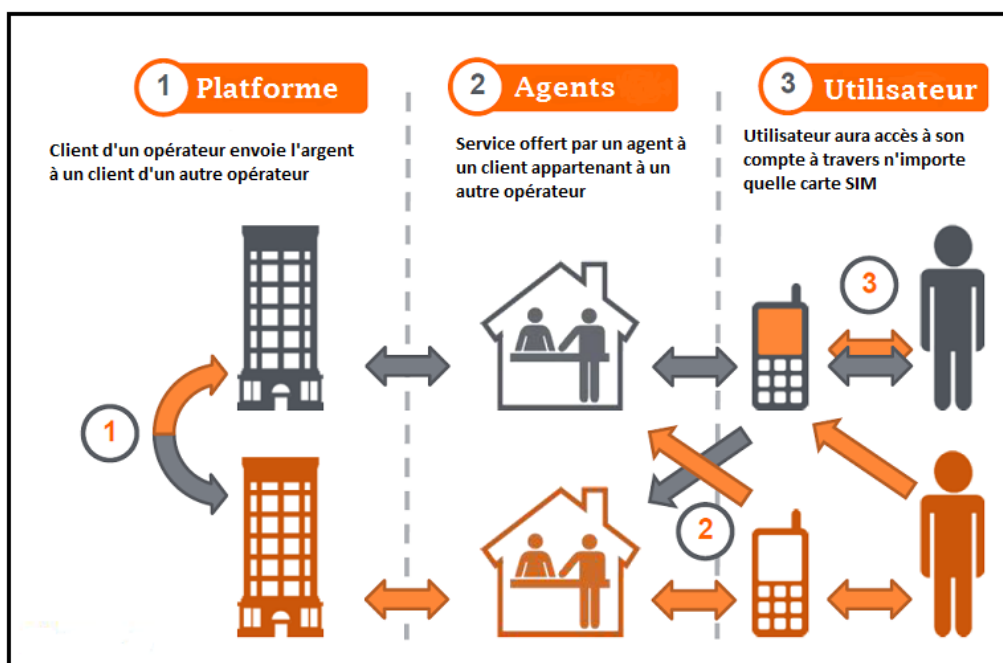 1 Platforme
Client d'un opérateur envoie l'argent
à un client d'un autre opérateur
2 Agents
Service offert par un agent à
un client appartenant à un
autre opérateur
3 Utilisateur
Utilisateur aura accès à son
compte à travers n'importe
quelle carte SIM
3
1
2